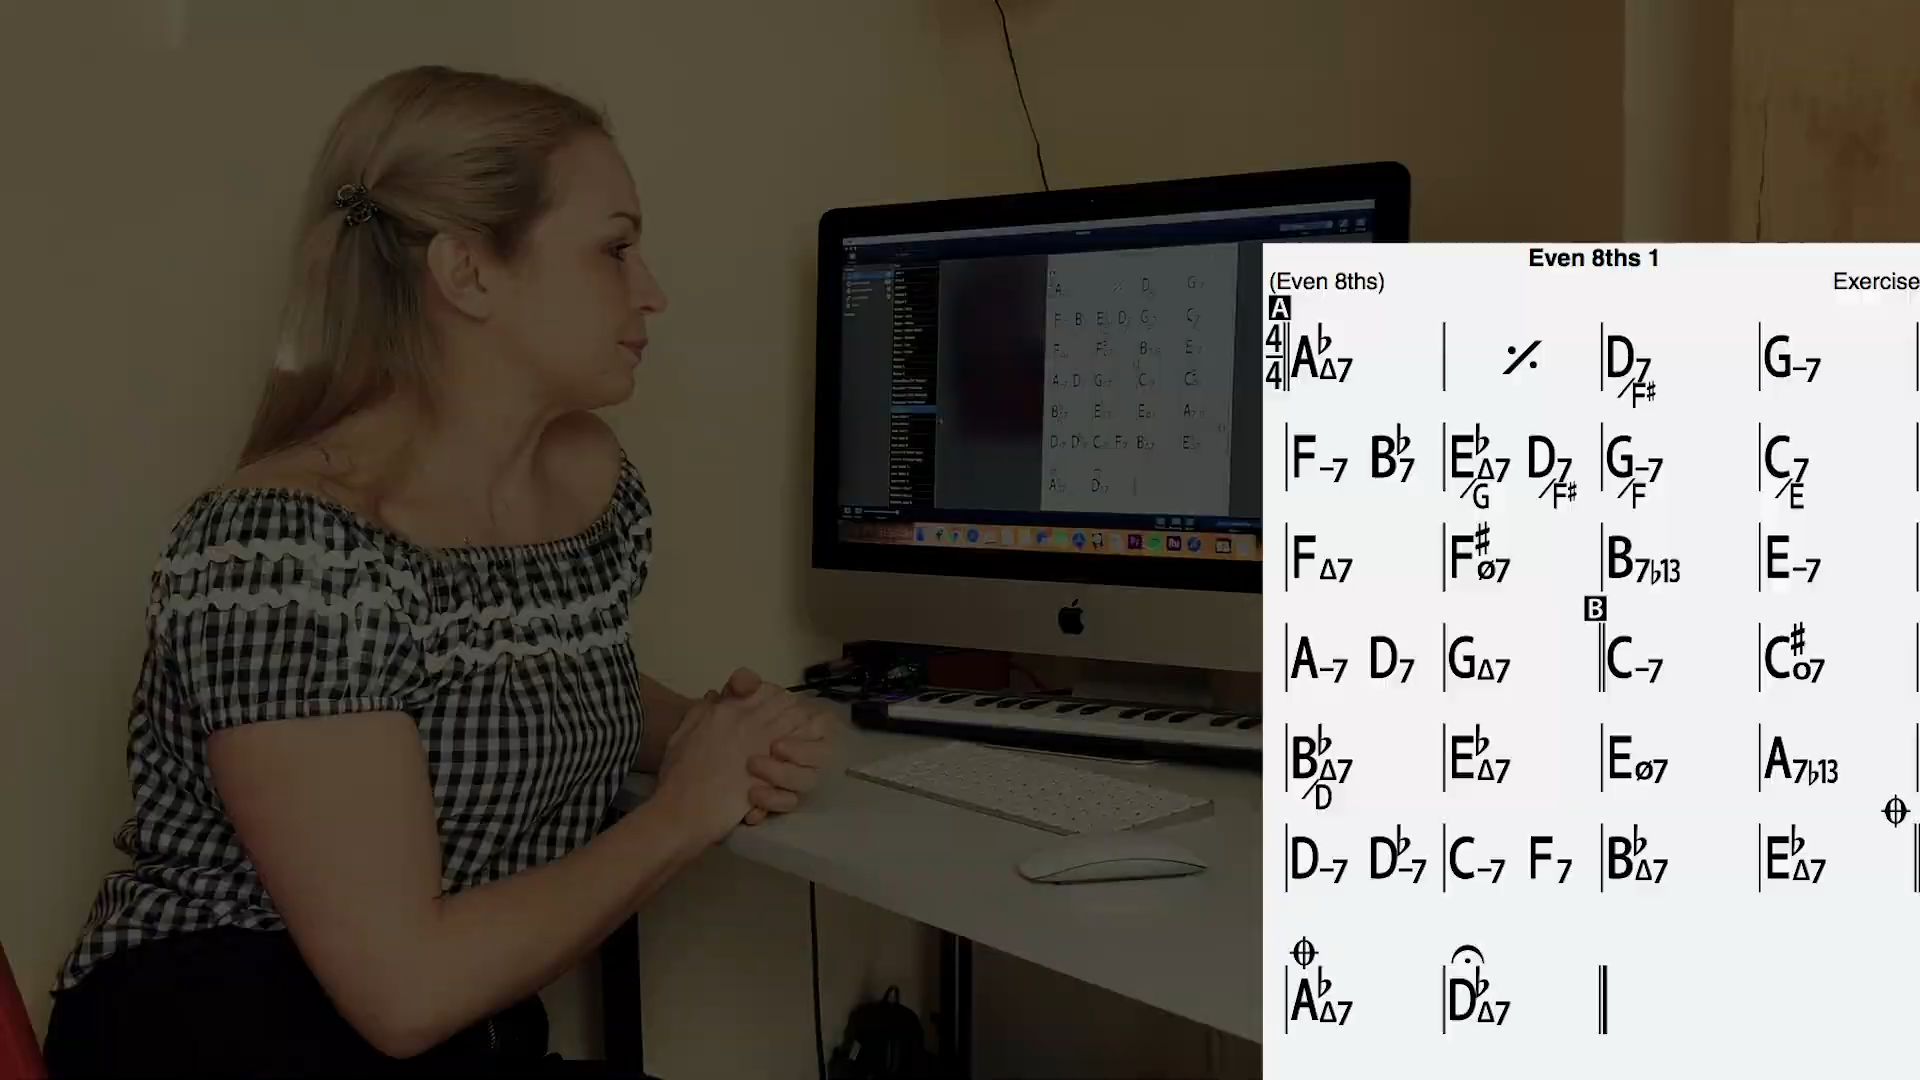 Even 8ths 1
(Even 8ths) Exercise
A
4/4 A♭Δ7 | 𝄎 | D7/F♯ | G–7 |
| F–7 B♭7 | E♭Δ7/G D7/F♯ | G–7/F | C7/E |
| FΔ7 | F♯ø7 | B7♭13 | E–7 |
B
| A–7 D7 | GΔ7 || C–7 | C♯o7 |
| B♭Δ7/D | E♭Δ7 | Eø7 | A7♭13 |
𝄌
| D–7 D♭–7 | C–7 F7 | B♭Δ7 | E♭Δ7 ||
𝄌 𝄐
| A♭Δ7 | D♭Δ7 ||